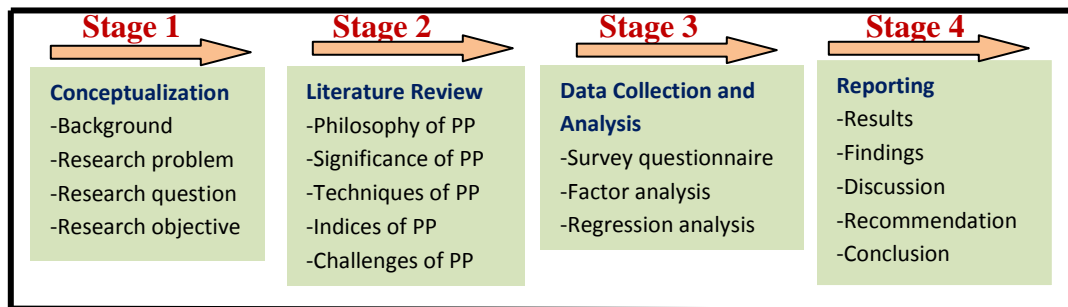 Stage 1
Conceptualization
-Background
-Research problem
-Research question
-Research objective
Stage 2
Literature Review
-Philosophy of PP
-Significance of PP
-Techniques of PP
-Indices of PP
-Challenges of PP
Stage 3
Data Collection and
Analysis
-Survey questionnaire
-Factor analysis
-Regression analysis
Stage 4
Reporting
-Results
-Findings
-Discussion
-Recommendation
-Conclusion